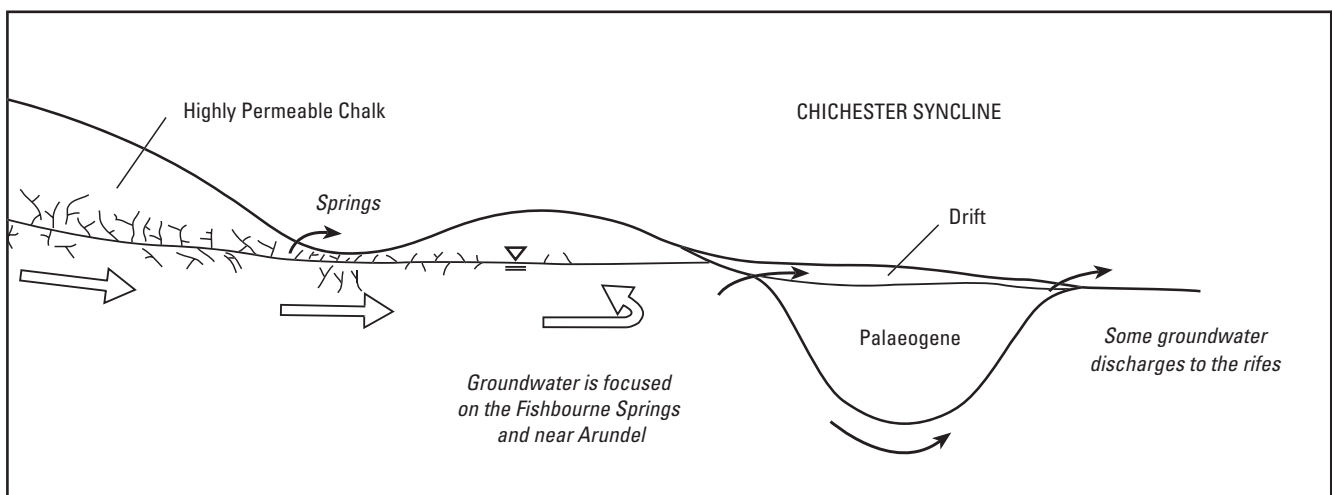 Highly Permeable Chalk
CHICHESTER SYNCLINE
Springs
Drift
Palaeogene
Some groundwater
discharges to the rifes
Groundwater is focused
on the Fishbourne Springs
and near Arundel